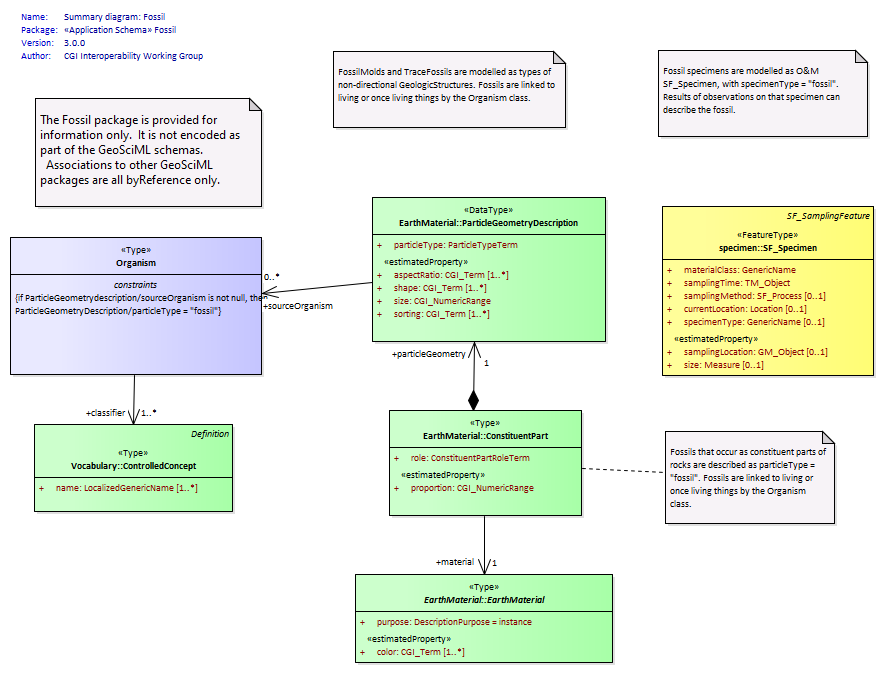 Name: Summary diagram: Fossil
Package: «Application Schema» Fossil
Version: 3.0.0
Author: CGI Interoperability Working Group
FossilMolds and TraceFossils are modelled as types of
non-directional GeologicStructures. Fossils are linked to
living or once living things by the Organism class.
Fossil specimens are modelled as O&M
SF_Specimen, with specimenType = "fossil".
Results of observations on that specimen can
describe the fossil.
The Fossil package is provided for
information only. It is not encoded as
part of the GeoSciML schemas.
Associations to other GeoSciML
packages are all byReference only.
«DataType»
EarthMaterial::ParticleGeometryDescription
+ particleType: ParticleTypeTerm
«estimatedProperty»
+ aspectRatio: CGI_Term [1..*]
+ shape: CGI_Term [1..*]
+ size: CGI_NumericRange
+ sorting: CGI_Term [1..*]
SF_SamplingFeature
«FeatureType»
specimen::SF_Specimen
+ materialClass: GenericName
+ samplingTime: TM_Object
+ samplingMethod: SF_Process [0..1]
+ currentLocation: Location [0..1]
+ specimenType: GenericName [0..1]
«estimatedProperty»
+ samplingLocation: GM_Object [0..1]
+ size: Measure [0..1]
«Type»
Organism
constraints
{if ParticleGeometrydescription/sourceOrganism is not null, then
ParticleGeometryDescription/particleType = "fossil"}
0..*
+sourceOrganism
+particleGeometry
1
+classifier 1..*
Definition
«Type»
Vocabulary::ControlledConcept
+ name: LocalizedGenericName [1..*]
«Type»
EarthMaterial::ConstituentPart
+ role: ConstituentPartRoleTerm
«estimatedProperty»
+ proportion: CGI_NumericRange
Fossils that occur as constituent parts of
rocks are described as particleType =
"fossil". Fossils are linked to living or
once living things by the Organism
class.
+material 1
«Type»
EarthMaterial::EarthMaterial
+ purpose: DescriptionPurpose = instance
«estimatedProperty»
+ color: CGI_Term [1..*]